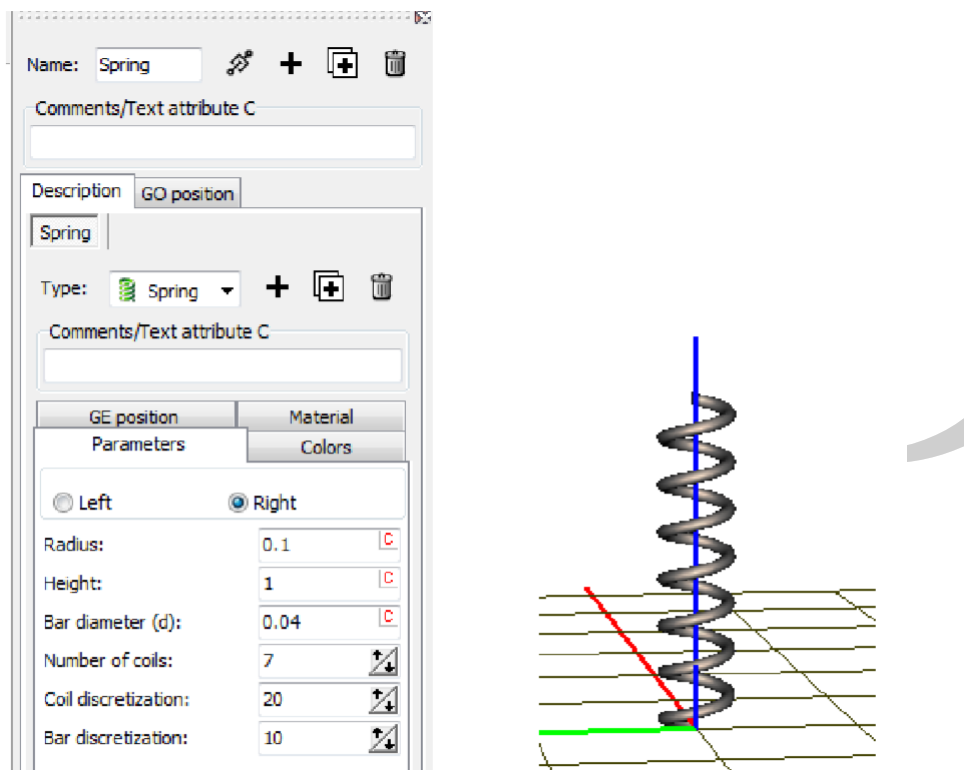 Name: Spring
Comments/Text attribute C
Description GO position
Spring
Type: Spring
Comments/Text attribute C
GE position Material
Parameters Colors
Left Right
Radius: 0.1 C
Height: 1 C
Bar diameter (d): 0.04 C
Number of coils: 7
Coil discretization: 20
Bar discretization: 10